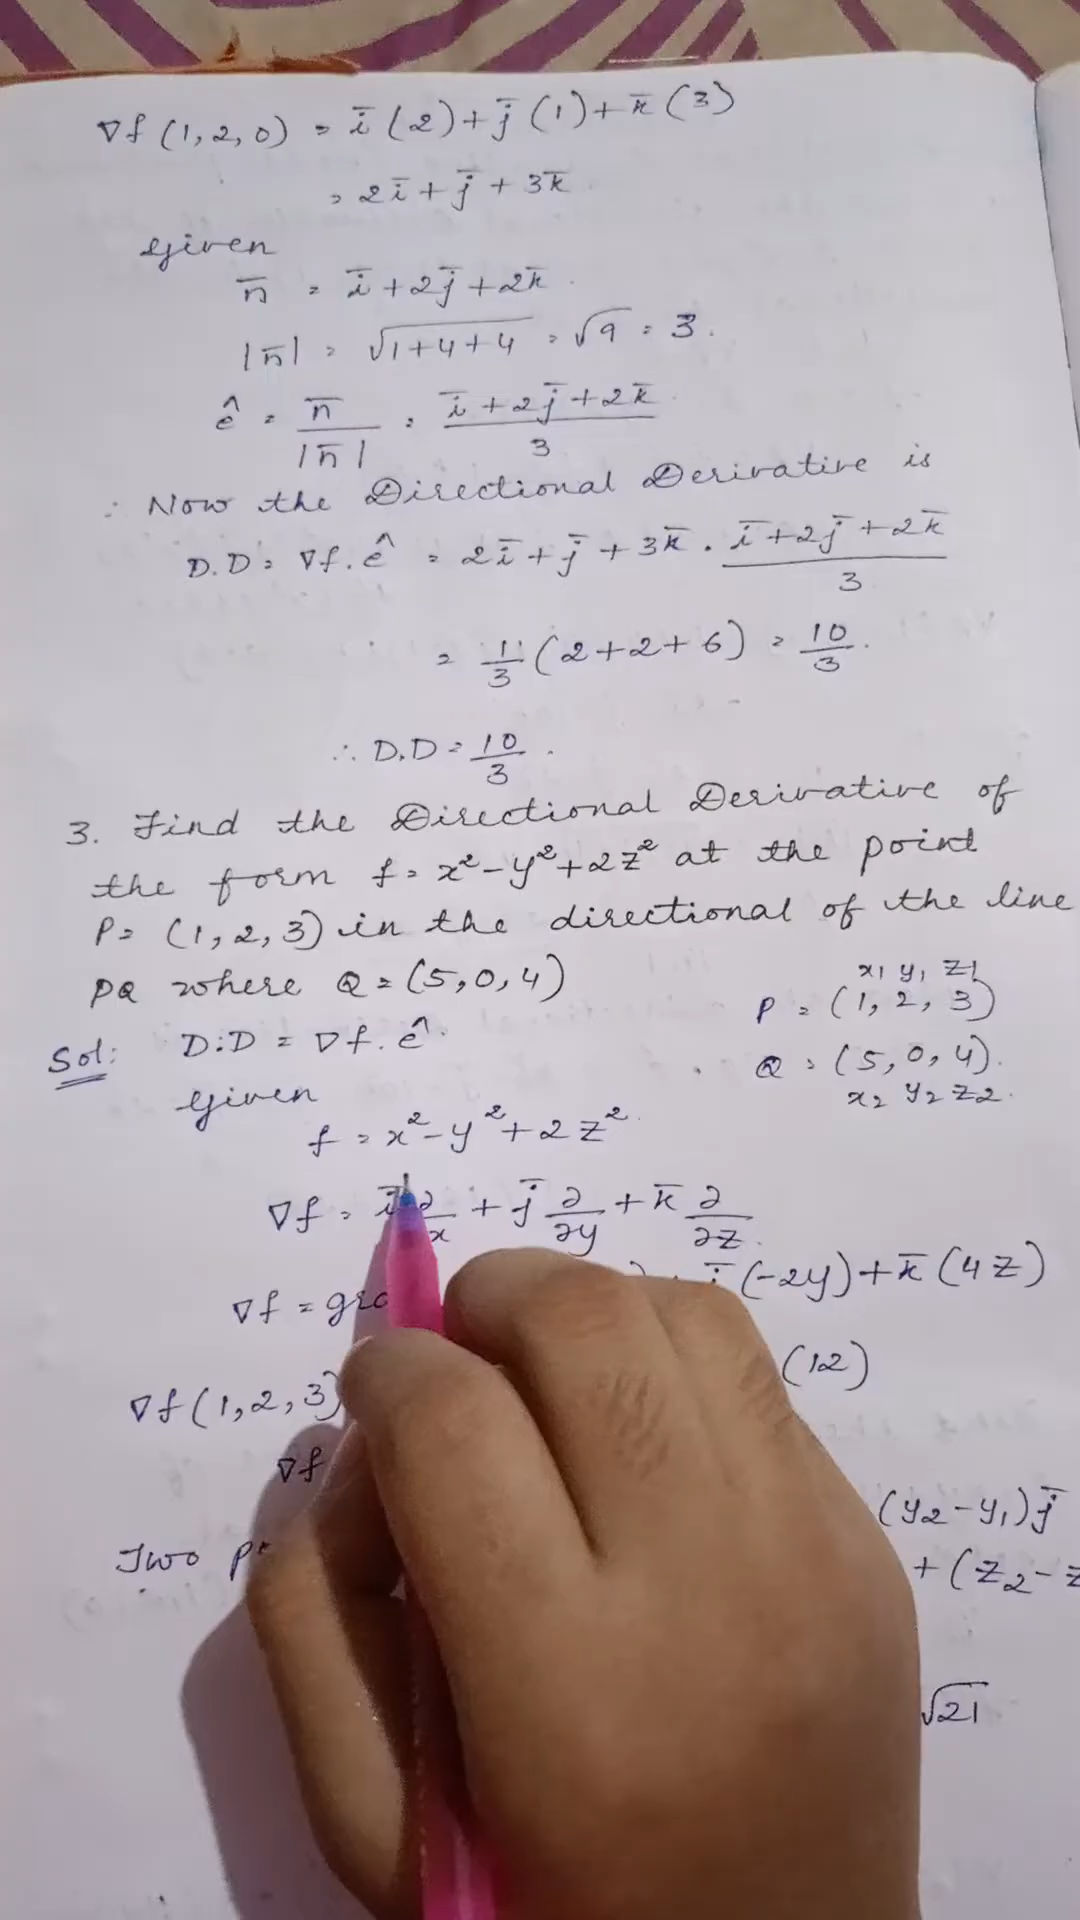 ∇f (1, 2, 0) = i̅ (2) + j̅ (1) + k̅ (3)
= 2i̅ + j̅ + 3k̅
given
n̅ = i̅ + 2j̅ + 2k̅.
|n̅| = √1+4+4 = √9 = 3.
ê = n̅/|n̅| = i̅ + 2j̅ + 2k̅/3
∴ Now the Directional Derivative is
D.D = ∇f. ê = 2i̅ + j̅ + 3k̅ . i̅ + 2j̅ + 2k̅/3
= 1/3 (2+2+6) = 10/3.
∴ D.D = 10/3.
3. Find the Directional Derivative of
the form f = x² - y² + 2z² at the point
P = (1, 2, 3) in the directional of the line
PQ where Q = (5, 0, 4)
x1 y1 z1
P = (1, 2, 3)
Q = (5, 0, 4).
x2 y2 z2.
Sol: D.D = ∇f. ê.
given
f = x² - y² + 2z².
∇f = i̅ ∂/x + j̅ ∂/∂y + k̅ ∂/∂z.
∇f = (-2y) + k̅ (4z)
∇f (1, 2, 3) (12)
∇f
Two (y2 - y1) j̅
+ (z2 -
√21